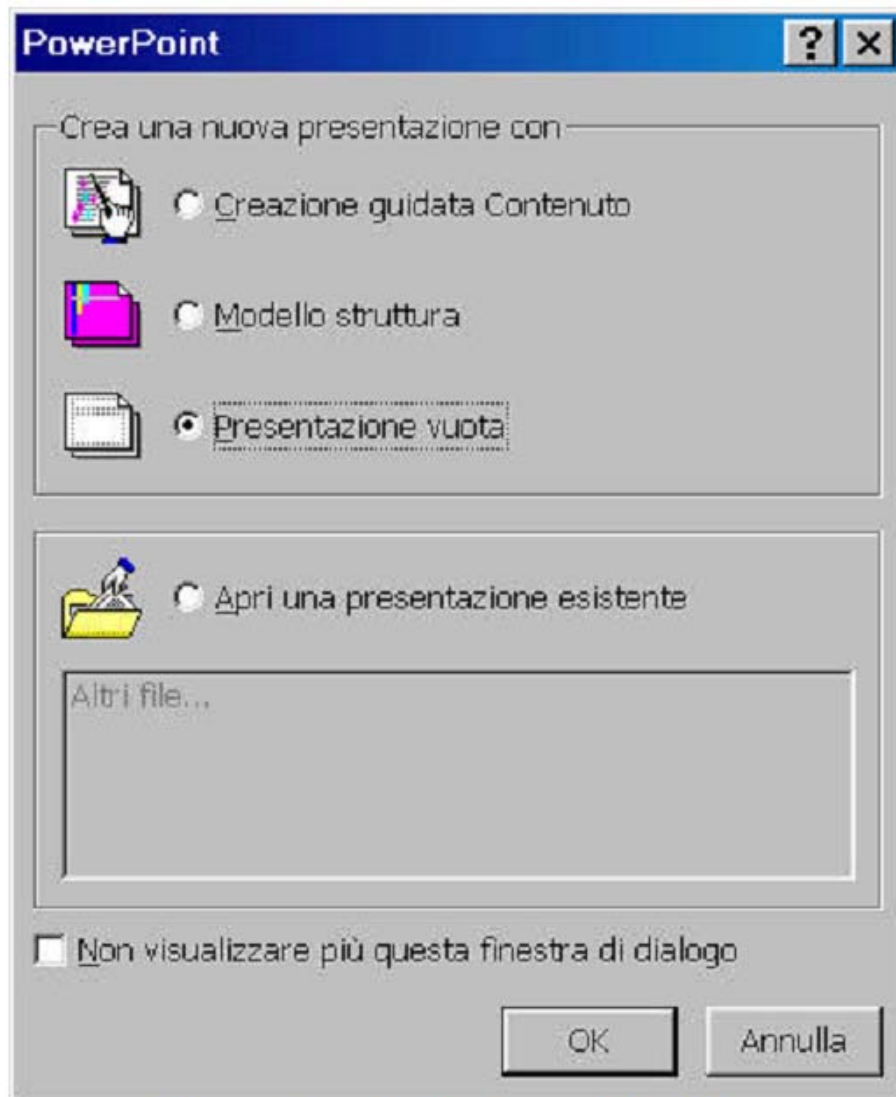 PowerPoint
Crea una nuova presentazione con
Creazione guidata Contenuto
Modello struttura
Presentazione vuota
Apri una presentazione esistente
Altri file...
Non visualizzare più questa finestra di dialogo
OK
Annulla